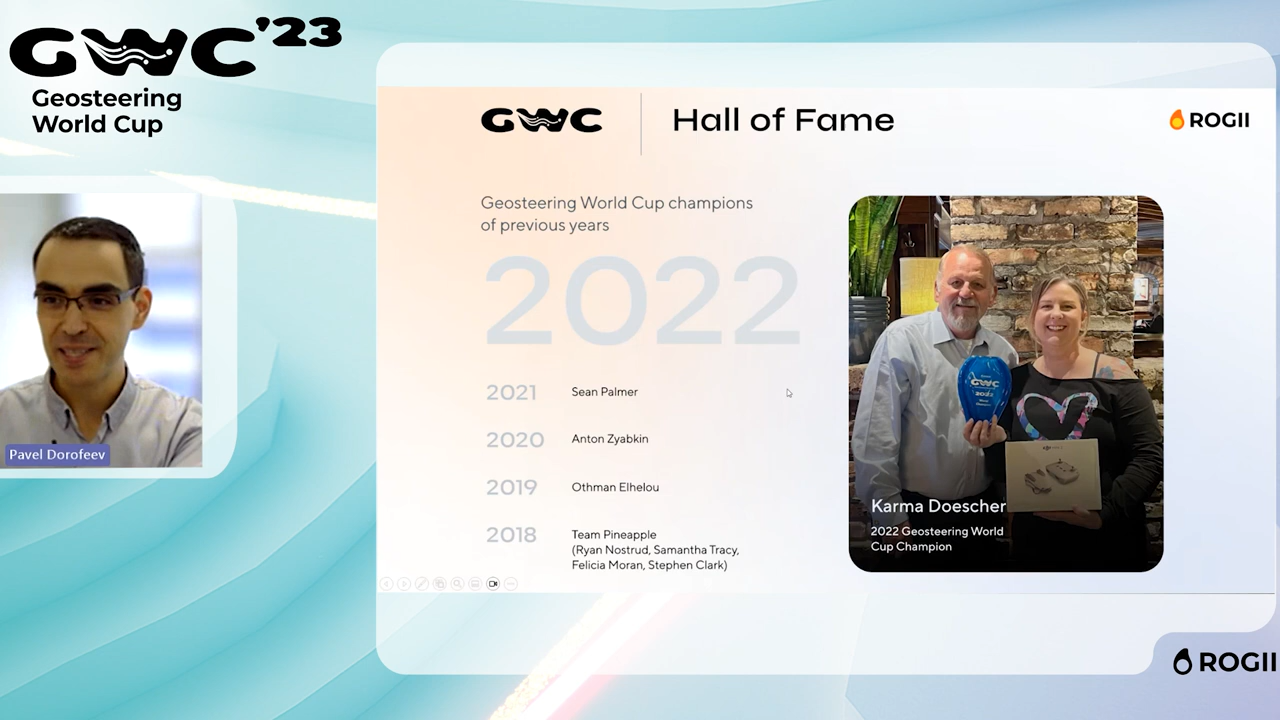 GWC '23
Geosteering
World Cup
Pavel Dorofeev
GWC
Hall of Fame
ROGII
Geosteering World Cup champions
of previous years
2022
2021 Sean Palmer
2020 Anton Zyabkin
2019 Othman Elhelou
2018 Team Pineapple
(Ryan Nostrud, Samantha Tracy,
Felicia Moran, Stephen Clark)
GWC
2022
Karma Doescher
2022 Geosteering World
Cup Champion
ROGII